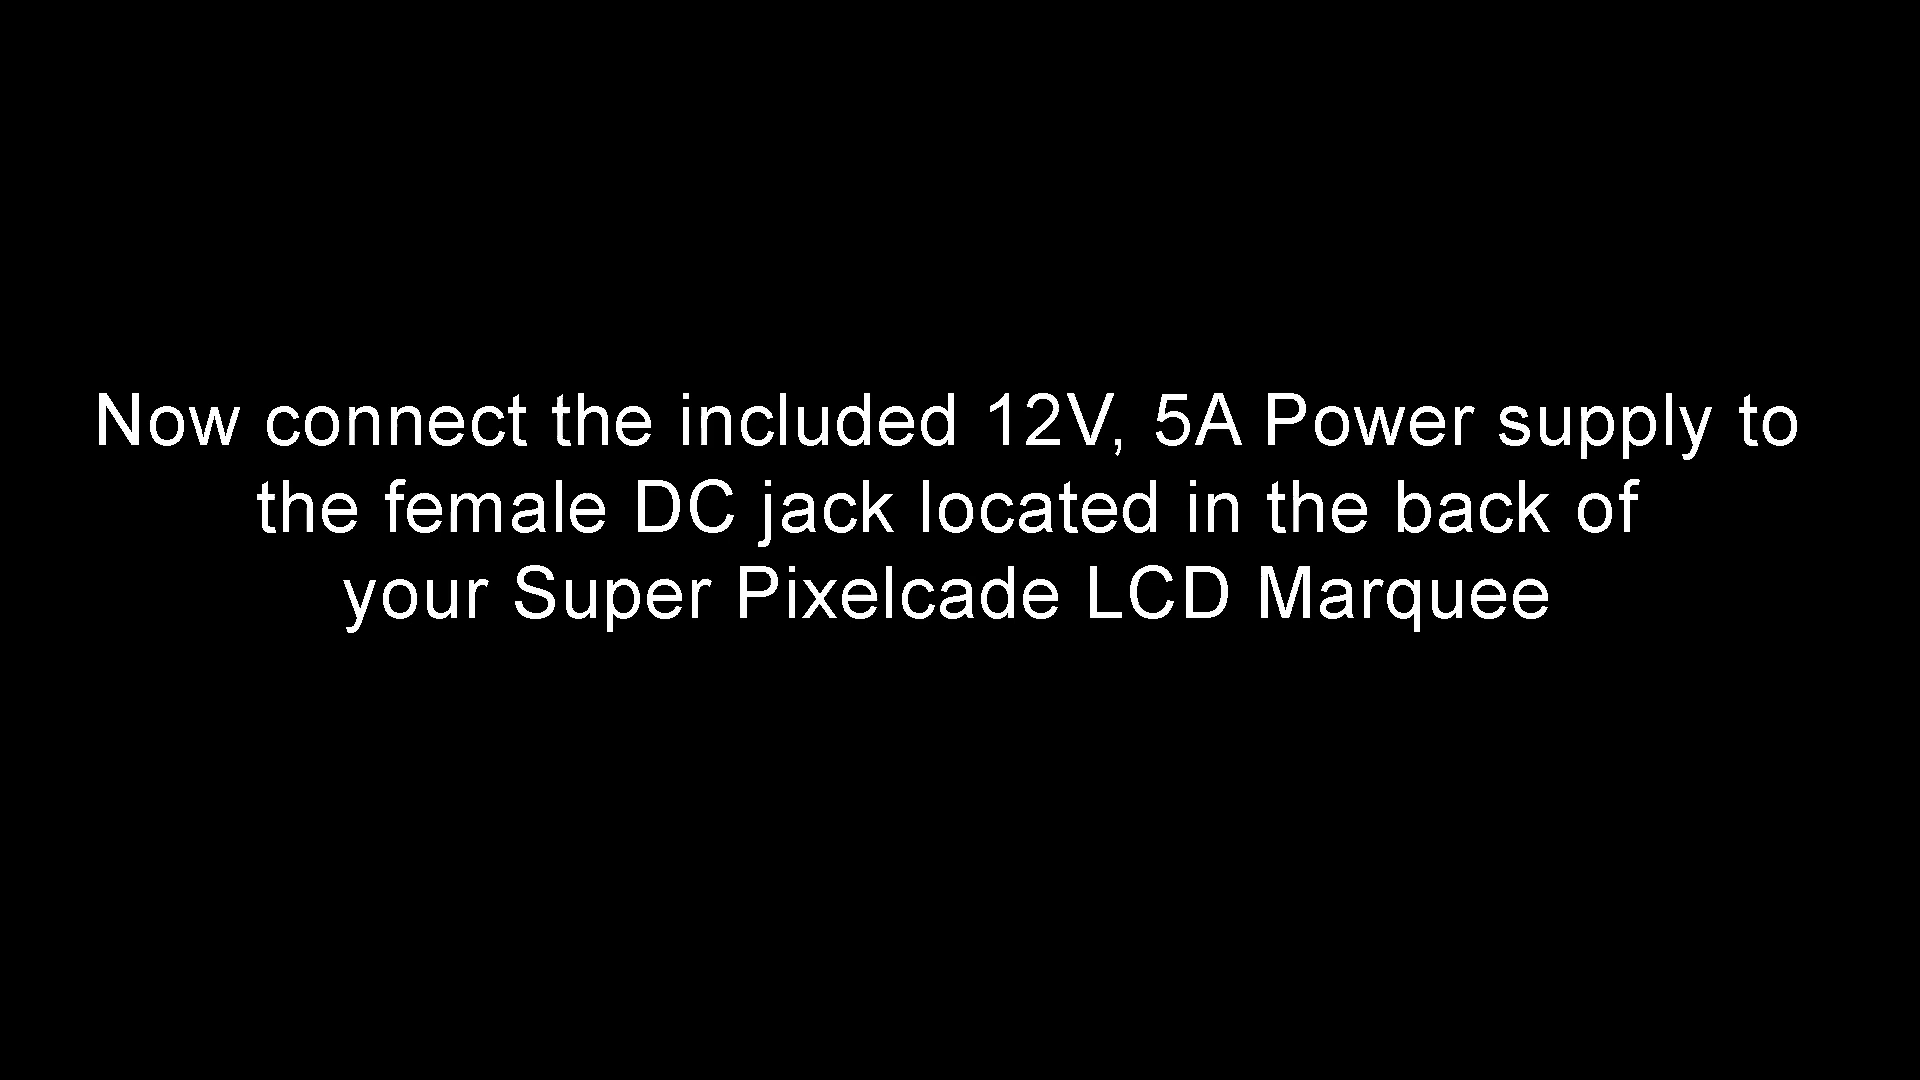 Now connect the included 12V, 5A Power supply to
the female DC jack located in the back of
your Super Pixelcade LCD Marquee